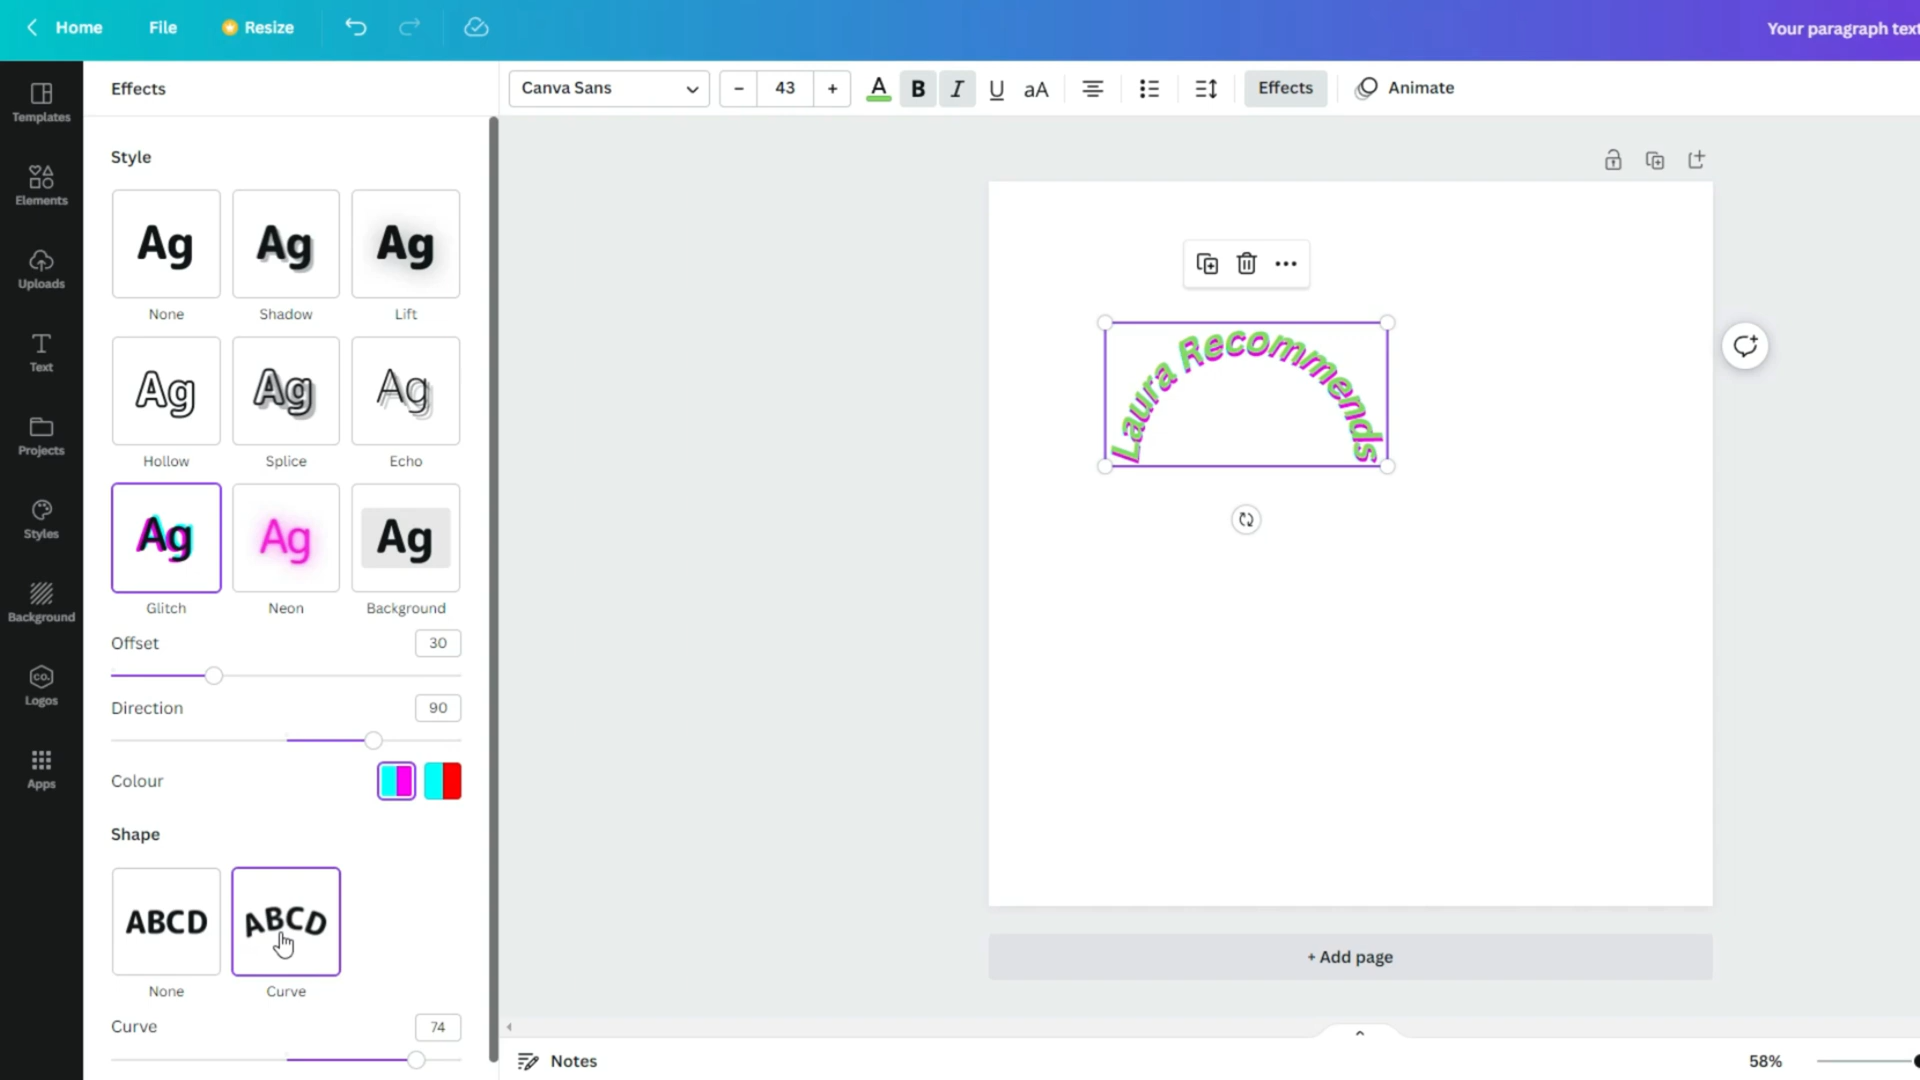 Home File Resize Your paragraph text
Effects
Canva Sans - 43 + A B I U aA Effects Animate
Templates
Elements
Uploads
Text
Projects
Styles
Background
CO.
Logos
Apps
Style
Ag Ag Ag
None Shadow Lift
Ag Ag Ag
Hollow Splice Echo
Ag Ag Ag
Glitch Neon Background
Offset 30
Direction 90
Colour
Shape
ABCD ABCD
None Curve
Curve 74
Laura Recommends
+ Add page
Notes 58%